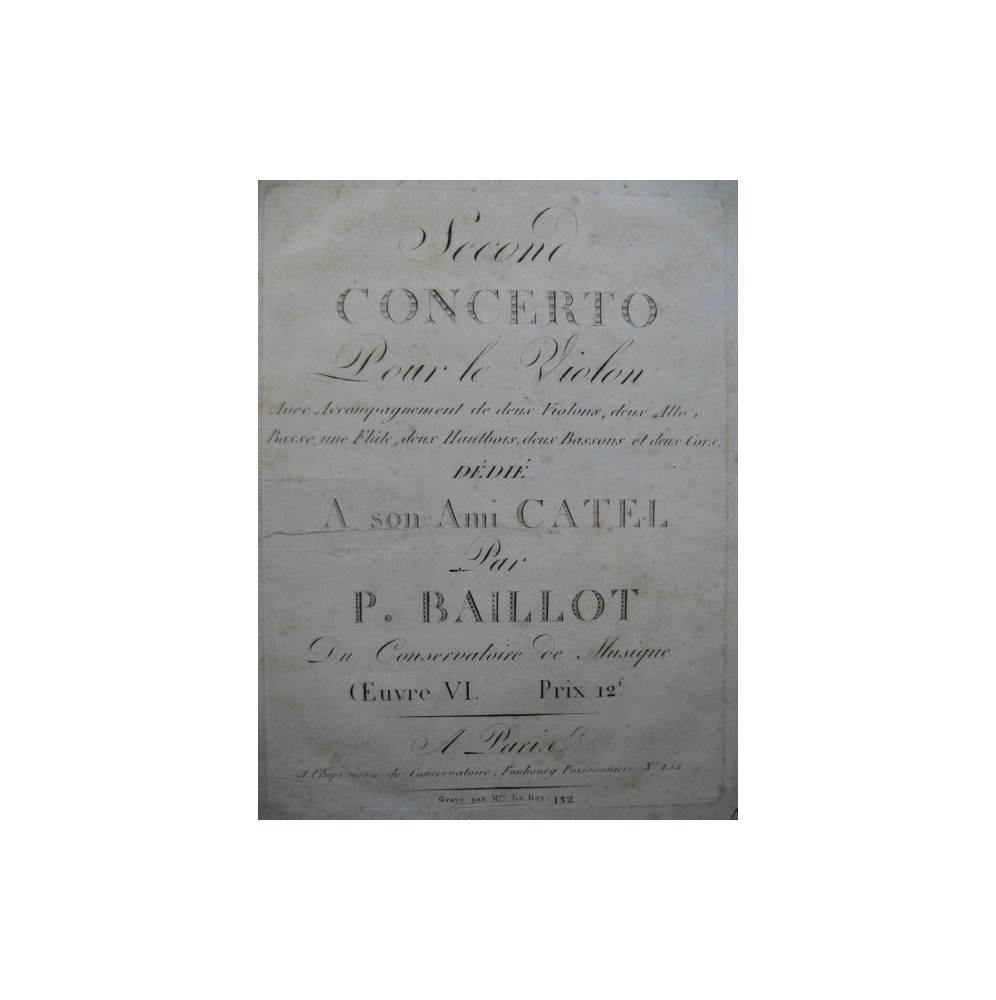 Second
CONCERTO
Pour le Violon
Avec Accompagnement de deux Violons, deux Alto,
Basse, une Flûte, deux Hautbois, deux Bassons et deux Cors.
DÉDIÉ
A son Ami CATEL
Par
P. BAILLOT
Du Conservatoire de Musique
Œuvre VI. Prix 12f.
A Paris
A l'Imprimerie du Conservatoire, Faubourg Poissonniere, No. 152
Gravé par Mme Le Roy. 132